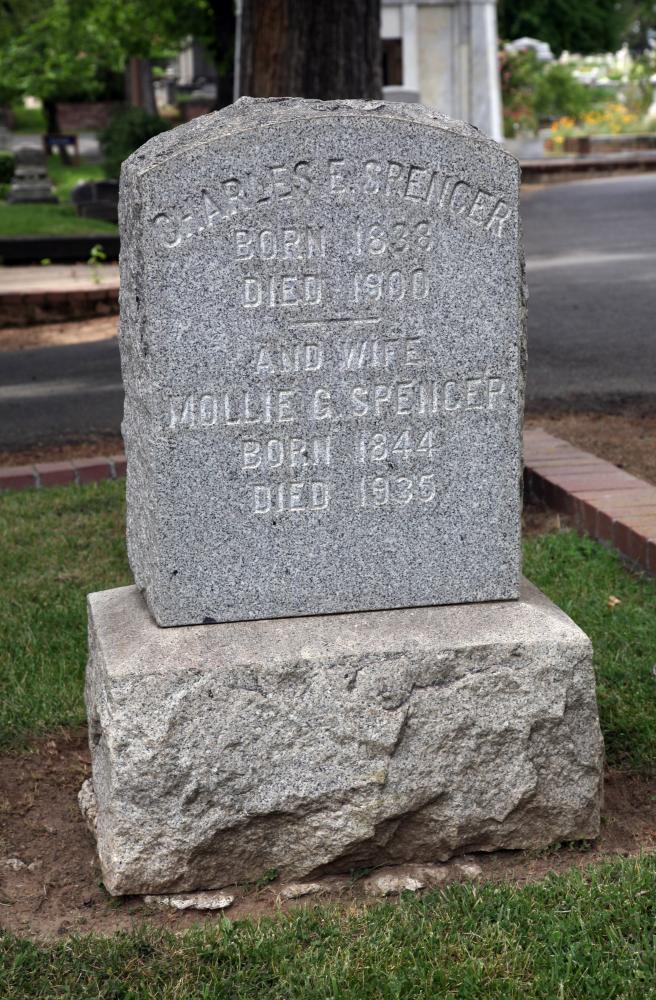 CHARLES E. SPENCER
BORN 1838
DIED 1900
AND WIFE
MOLLIE G. SPENCER
BORN 1844
DIED 1935